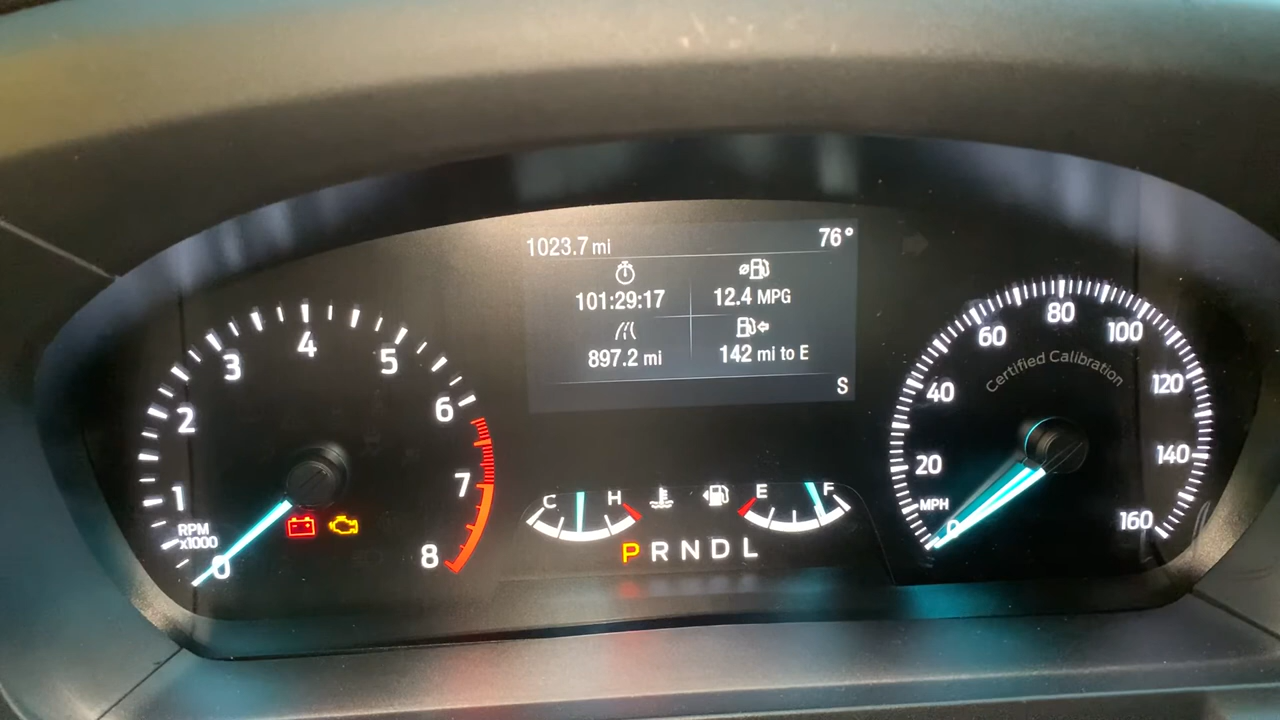 1023.7 mi 76°
101:29:17 12.4 MPG
897.2 mi 142 mi to E
S
0 1 2 3 4 5 6 7 8
RPM
x1000
C H E F
P R N D L
0 20 40 60 80 100 120 140 160
Certified Calibration
MPH